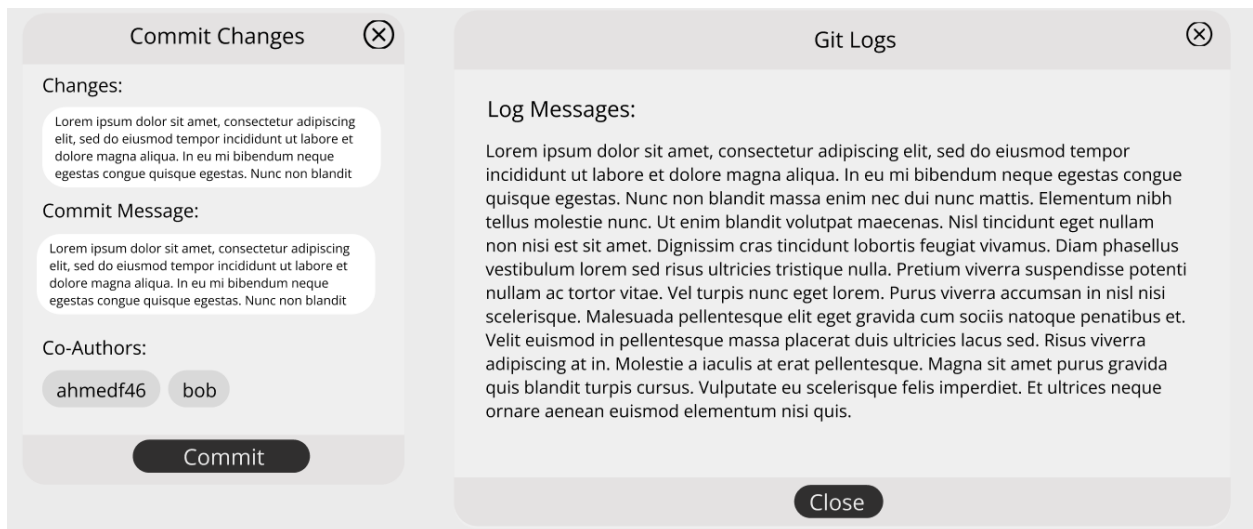 Commit Changes
Changes:
Lorem ipsum dolor sit amet, consectetur adipiscing
elit, sed do eiusmod tempor incididunt ut labore et
dolore magna aliqua. In eu mi bibendum neque
egestas congue quisque egestas. Nunc non blandit
Commit Message:
Lorem ipsum dolor sit amet, consectetur adipiscing
elit, sed do eiusmod tempor incididunt ut labore et
dolore magna aliqua. In eu mi bibendum neque
egestas congue quisque egestas. Nunc non blandit
Co-Authors:
ahmedf46 bob
Commit
Git Logs
Log Messages:
Lorem ipsum dolor sit amet, consectetur adipiscing elit, sed do eiusmod tempor
incididunt ut labore et dolore magna aliqua. In eu mi bibendum neque egestas congue
quisque egestas. Nunc non blandit massa enim nec dui nunc mattis. Elementum nibh
tellus molestie nunc. Ut enim blandit volutpat maecenas. Nisl tincidunt eget nullam
non nisi est sit amet. Dignissim cras tincidunt lobortis feugiat vivamus. Diam phasellus
vestibulum lorem sed risus ultricies tristique nulla. Pretium viverra suspendisse potenti
nullam ac tortor vitae. Vel turpis nunc eget lorem. Purus viverra accumsan in nisl nisi
scelerisque. Malesuada pellentesque elit eget gravida cum sociis natoque penatibus et.
Velit euismod in pellentesque massa placerat duis ultricies lacus sed. Risus viverra
adipiscing at in. Molestie a iaculis at erat pellentesque. Magna sit amet purus gravida
quis blandit turpis cursus. Vulputate eu scelerisque felis imperdiet. Et ultrices neque
ornare aenean euismod elementum nisi quis.
Close